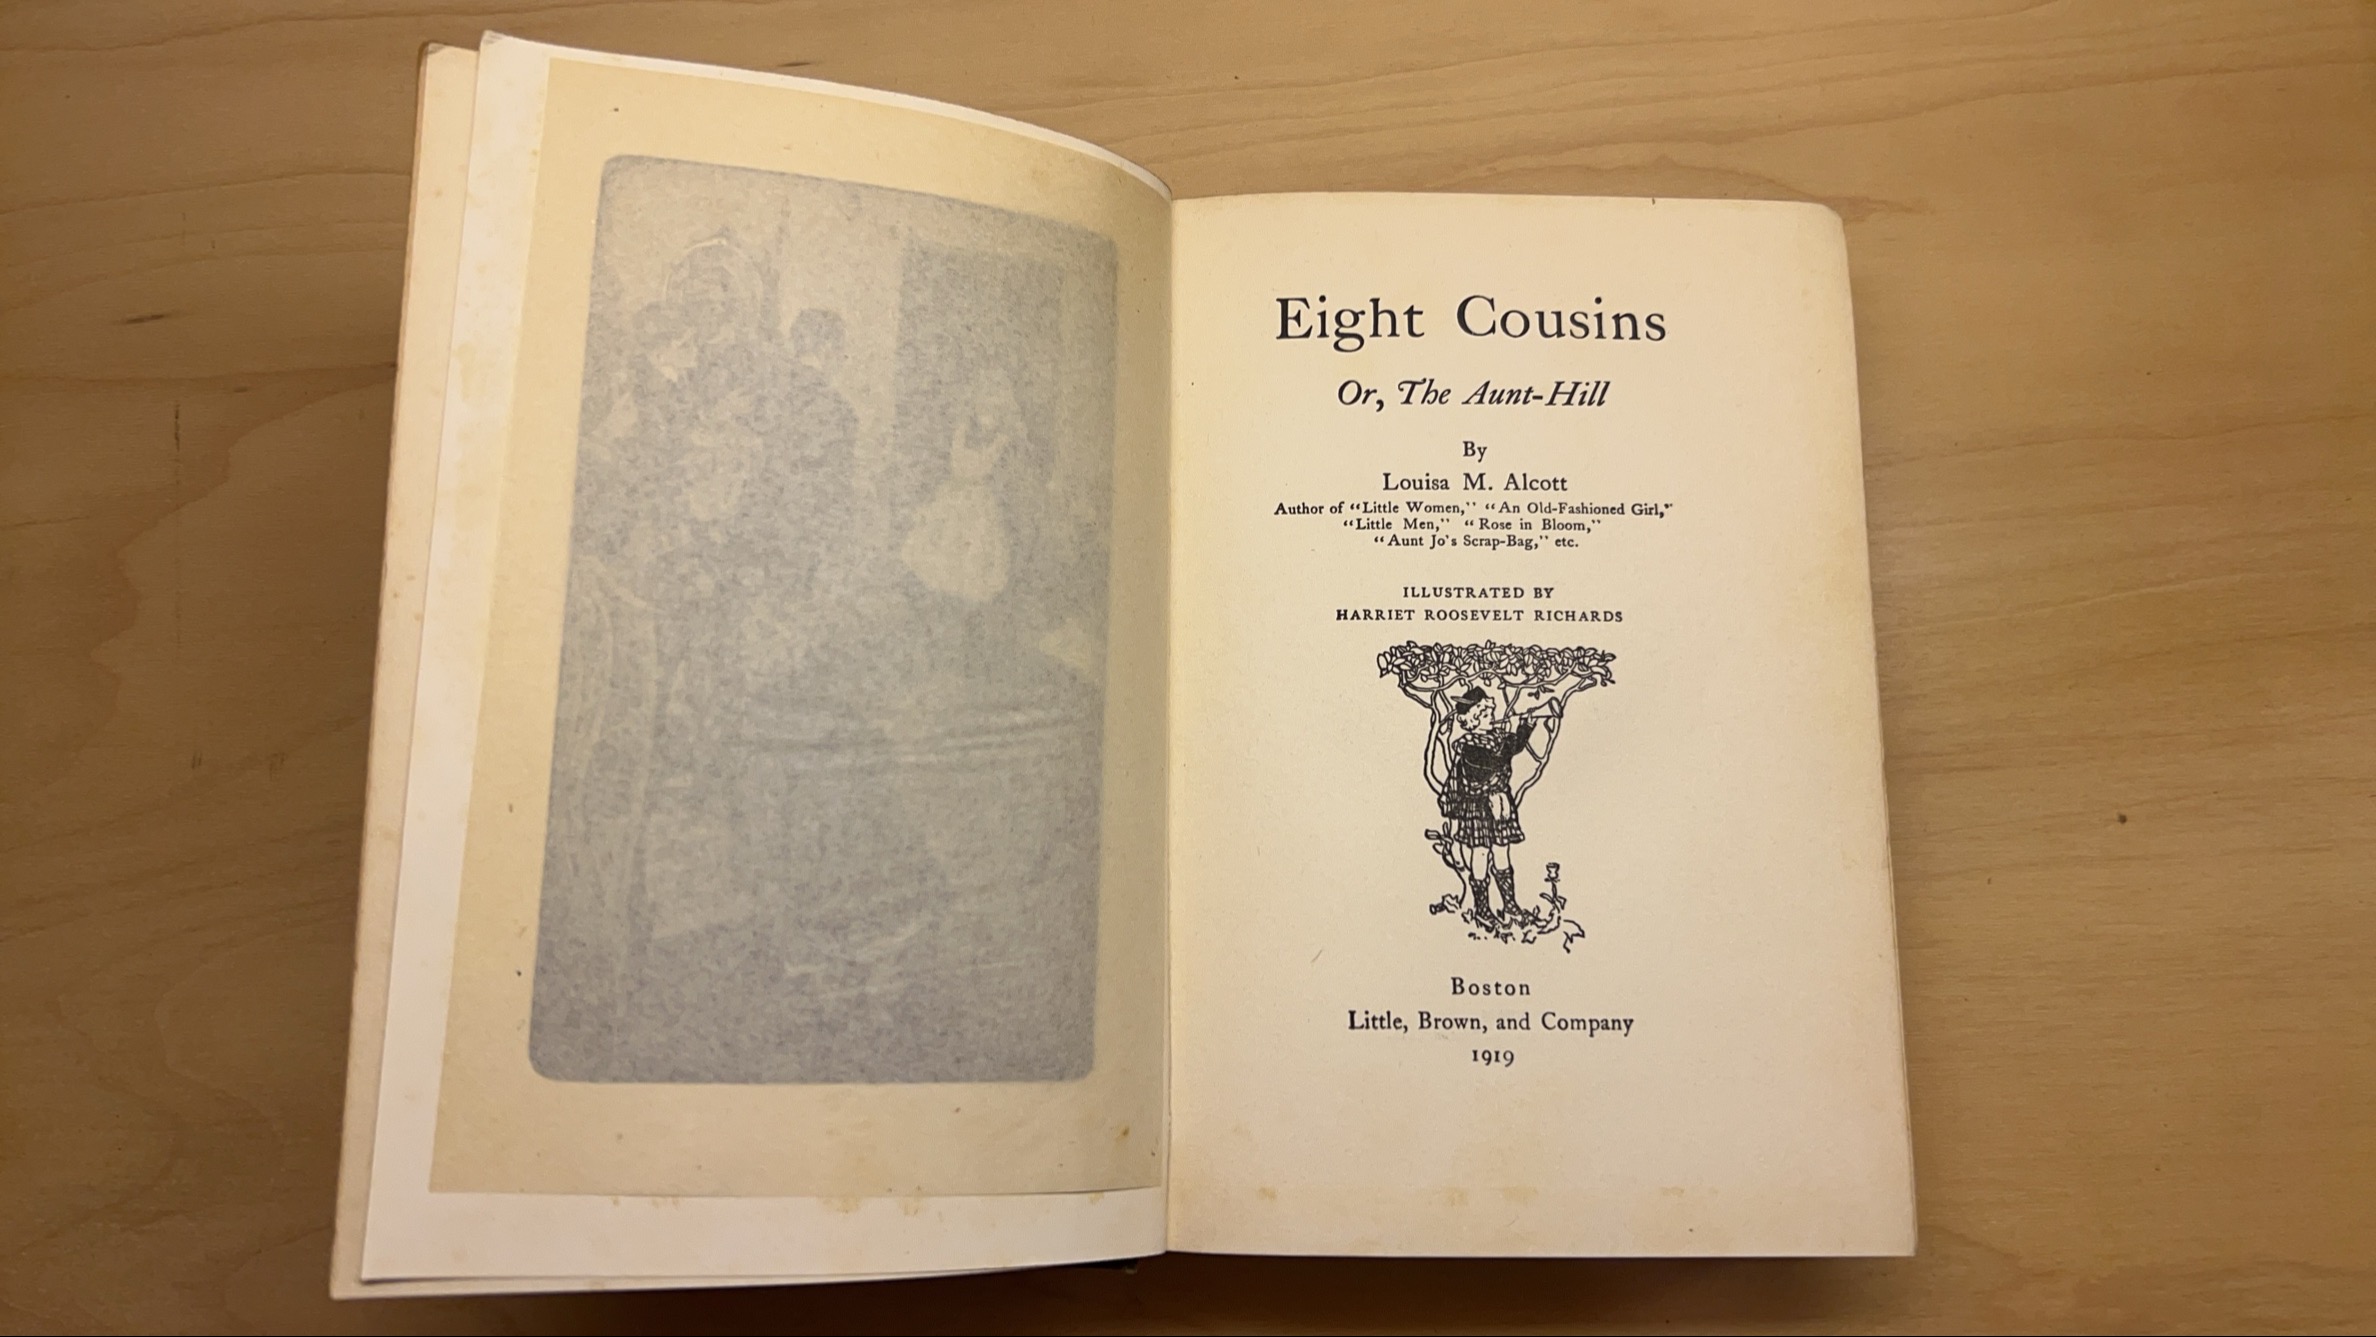 Eight Cousins
Or, The Aunt-Hill
By
Louisa M. Alcott
Author of “Little Women,” “An Old-Fashioned Girl,”
“Little Men,” “Rose in Bloom,”
“Aunt Jo's Scrap-Bag,” etc.
ILLUSTRATED BY
HARRIET ROOSEVELT RICHARDS
Boston
Little, Brown, and Company
1919